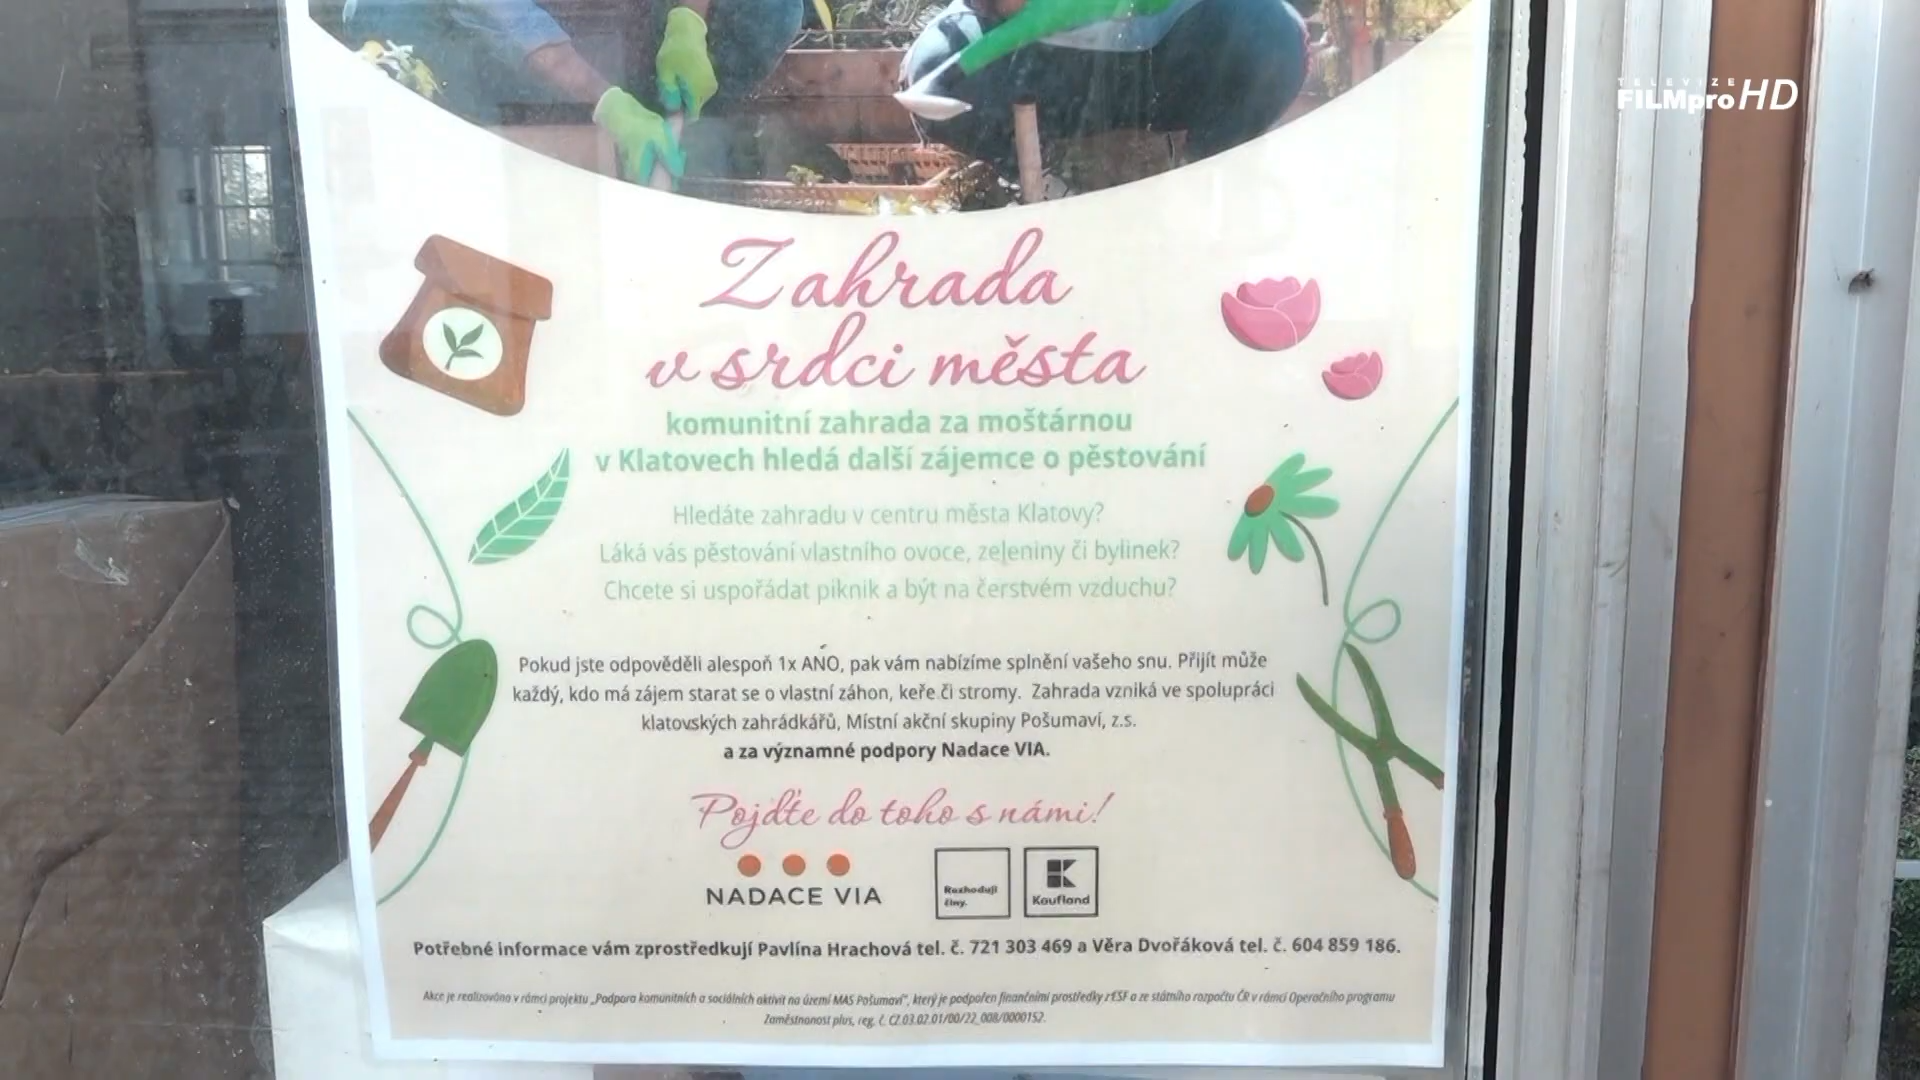 TELEVIZE
FILMpro HD
Zahrada
v srdci města
komunitní zahrada za moštárnou
v Klatovech hledá další zájemce o pěstování
Hledáte zahradu v centru města Klatovy?
Láká vás pěstování vlastního ovoce, zeleniny či bylinek?
Chcete si uspořádat piknik a být na čerstvém vzduchu?
Pokud jste odpověděli alespoň 1x ANO, pak vám nabízíme splnění vašeho snu. Přijít může
každý, kdo má zájem starat se o vlastní záhon, keře či stromy. Zahrada vzniká ve spolupráci
klatovských zahrádkářů, Místní akční skupiny Pošumaví, z.s.
a za významné podpory Nadace VIA.
Pojďte do toho s námi!
NADACE VIA
Rozhodují
činy.
Kaufland
Potřebné informace vám zprostředkují Pavlína Hrachová tel. č. 721 303 469 a Věra Dvořáková tel. č. 604 859 186.
Akce je realizována v rámci projektu „Podpora komunitních a sociálních aktivit na území MAS Pošumaví", který je podpořen finančními prostředky z ESF a ze státního rozpočtu ČR v rámci Operačního programu
Zaměstnanost plus, reg. č. CZ.03.02.01/00/22_008/0000152.